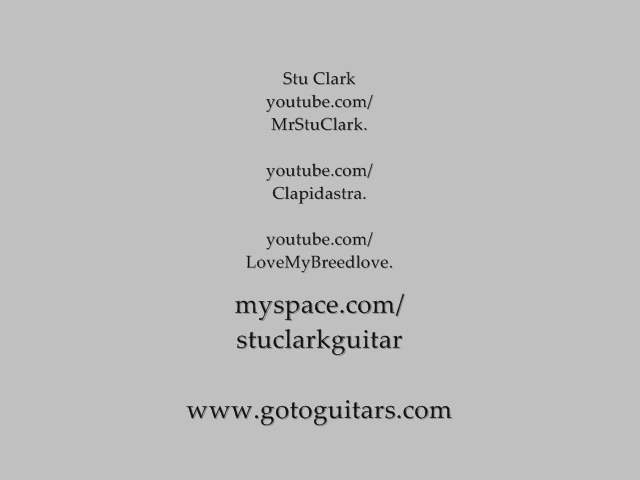 Stu Clark
youtube.com/
MrStuClark.
youtube.com/
Clapidastra.
youtube.com/
LoveMyBreedlove.
myspace.com/
stuclarkguitar
www.gotoguitars.com